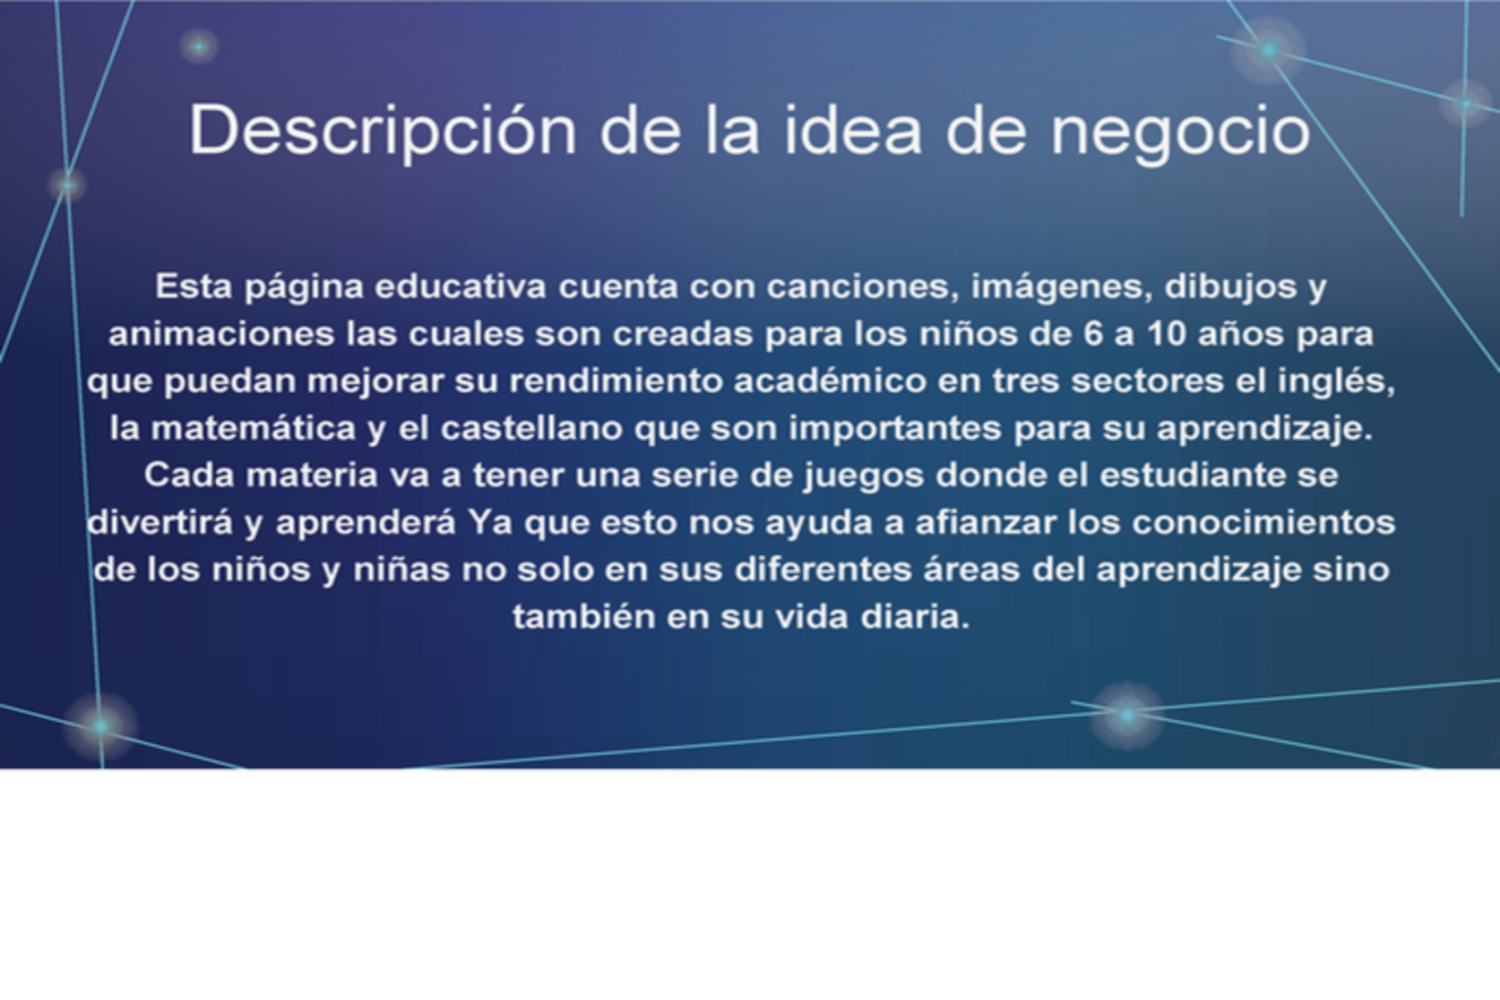 Descripción de la idea de negocio
Esta página educativa cuenta con canciones, imágenes, dibujos y
animaciones las cuales son creadas para los niños de 6 a 10 años para
que puedan mejorar su rendimiento académico en tres sectores el inglés,
la matemática y el castellano que son importantes para su aprendizaje.
Cada materia va a tener una serie de juegos donde el estudiante se
divertirá y aprenderá Ya que esto nos ayuda a afianzar los conocimientos
de los niños y niñas no solo en sus diferentes áreas del aprendizaje sino
también en su vida diaria.